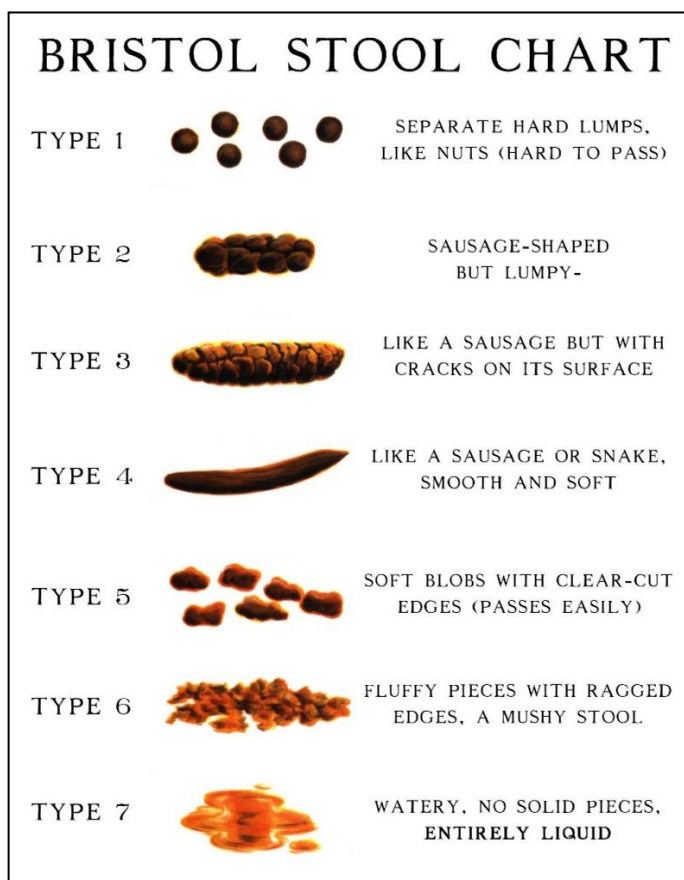 BRISTOL STOOL CHART
TYPE 1
SEPARATE HARD LUMPS,
LIKE NUTS (HARD TO PASS)
TYPE 2
SAUSAGE-SHAPED
BUT LUMPY-
TYPE 3
LIKE A SAUSAGE BUT WITH
CRACKS ON ITS SURFACE
TYPE 4
LIKE A SAUSAGE OR SNAKE,
SMOOTH AND SOFT
TYPE 5
SOFT BLOBS WITH CLEAR-CUT
EDGES (PASSES EASILY)
TYPE 6
FLUFFY PIECES WITH RAGGED
EDGES, A MUSHY STOOL
TYPE 7
WATERY, NO SOLID PIECES,
ENTIRELY LIQUID